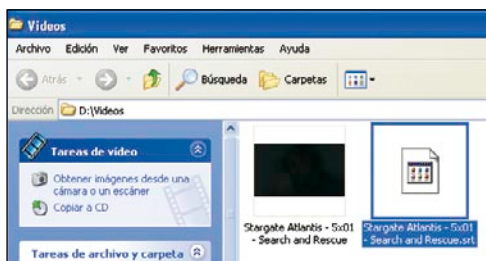 Videos
Archivo Edición Ver Favoritos Herramientas Ayuda
Atrás Búsqueda Carpetas
Dirección D:\Videos
Tareas de vídeo
Obtener imágenes desde una
cámara o un escáner
Copiar a CD
Tareas de archivo y carpeta
Stargate Atlantis - 5x01
- Search and Rescue
Stargate Atlantis - 5x01
- Search and Rescue.srt